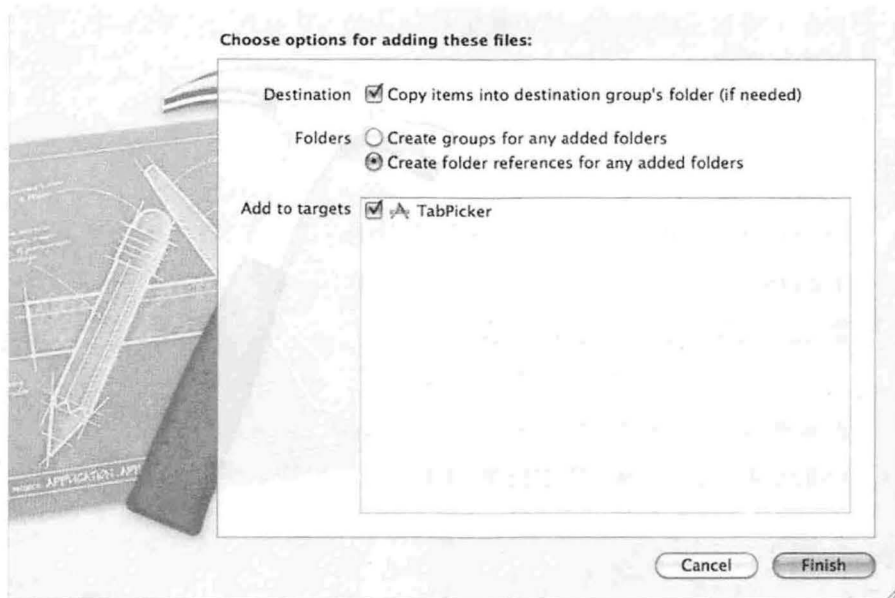 Choose options for adding these files:
Destination Copy items into destination group's folder (if needed)
Folders Create groups for any added folders
Create folder references for any added folders
Add to targets TabPicker
APPLICATION
Cancel Finish